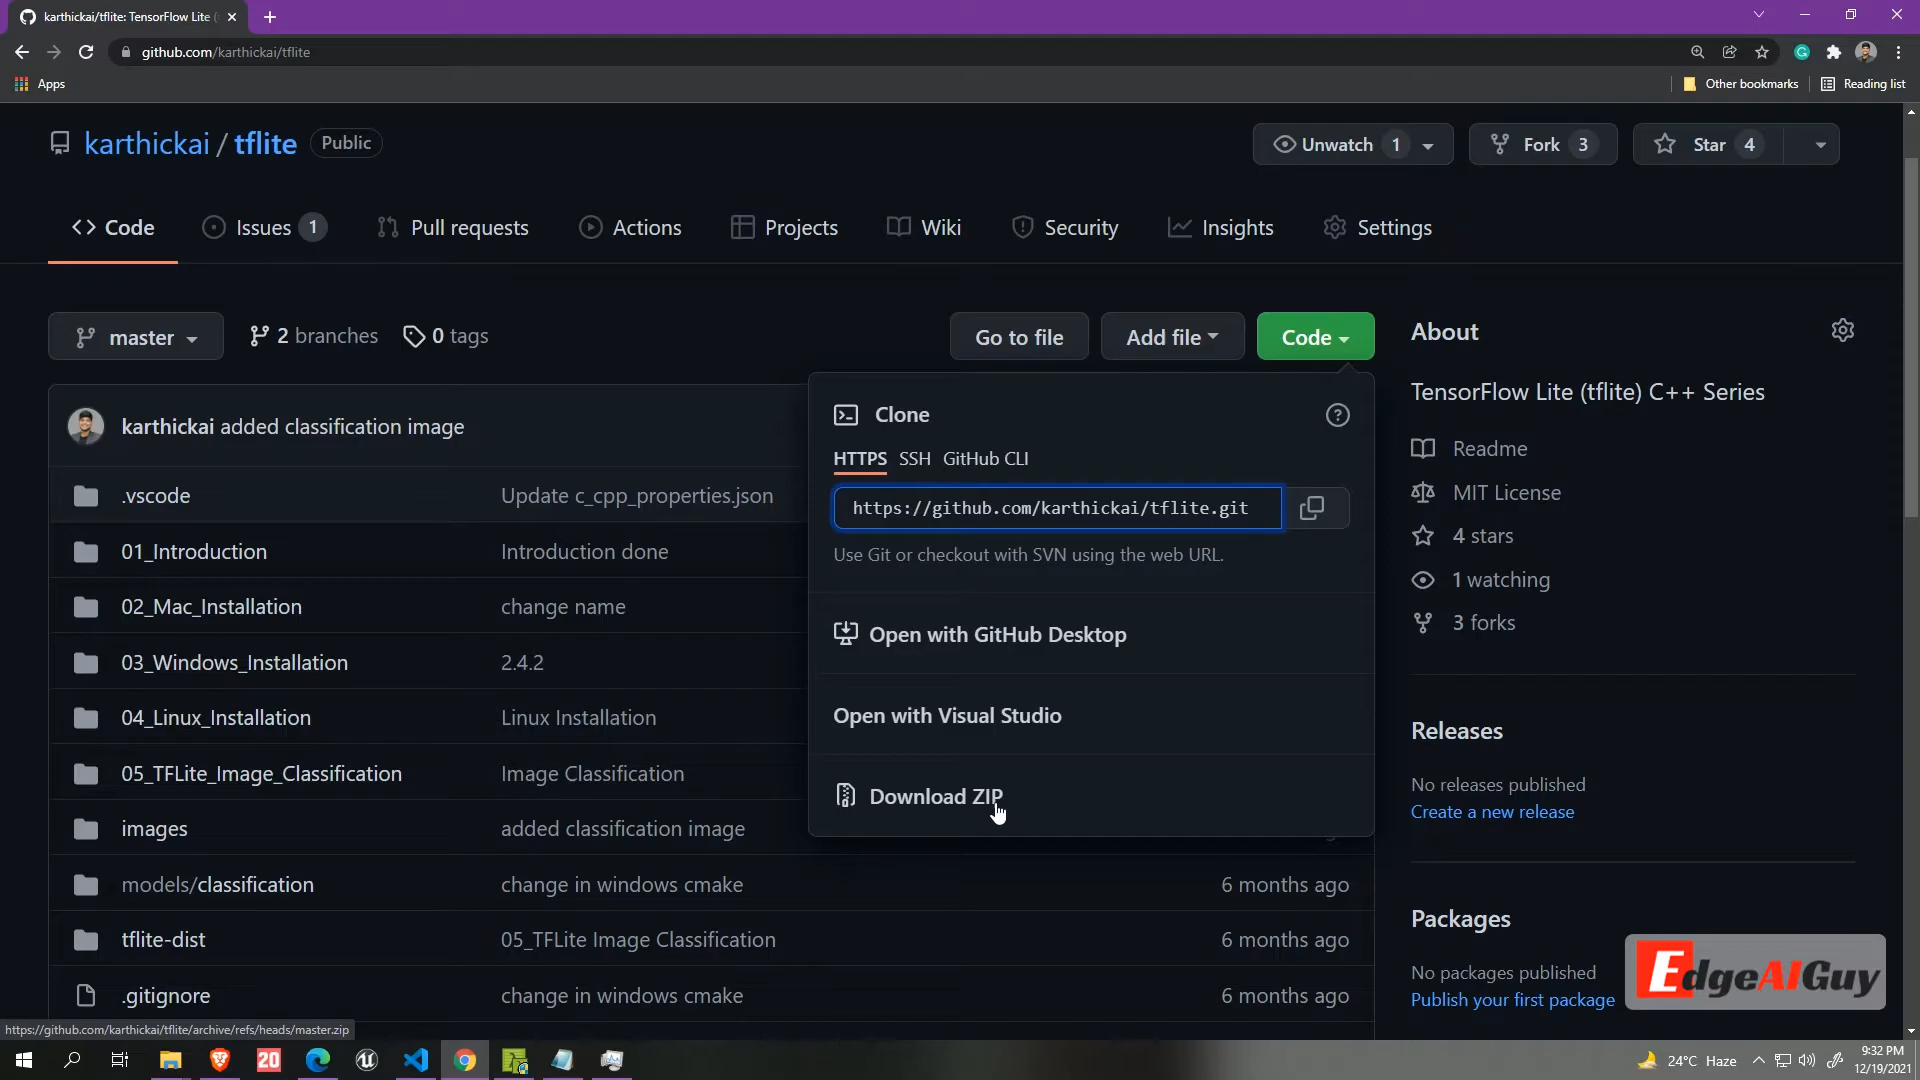 karthickai/tflite: TensorFlow Lite (
github.com/karthickai/tflite
Apps
Other bookmarks
Reading list
karthickai / tflite Public
Unwatch 1
Fork 3
Star 4
Code
Issues 1
Pull requests
Actions
Projects
Wiki
Security
Insights
Settings
master
2 branches
0 tags
Go to file
Add file
Code
About
TensorFlow Lite (tflite) C++ Series
Readme
MIT License
4 stars
1 watching
3 forks
Releases
No releases published
Create a new release
Packages
No packages published
Publish your first package
karthickai added classification image
.vscode Update c_cpp_properties.json
01_Introduction Introduction done
02_Mac_Installation change name
03_Windows_Installation 2.4.2
04_Linux_Installation Linux Installation
05_TFLite_Image_Classification Image Classification
images added classification image
models/classification change in windows cmake 6 months ago
tflite-dist 05_TFLite Image Classification 6 months ago
.gitignore change in windows cmake 6 months ago
Clone
HTTPS SSH GitHub CLI
https://github.com/karthickai/tflite.git
Use Git or checkout with SVN using the web URL.
Open with GitHub Desktop
Open with Visual Studio
Download ZIP
EdgeAIGuy
https://github.com/karthickai/tflite/archive/refs/heads/master.zip
20
24°C Haze
9:32 PM
12/19/2021